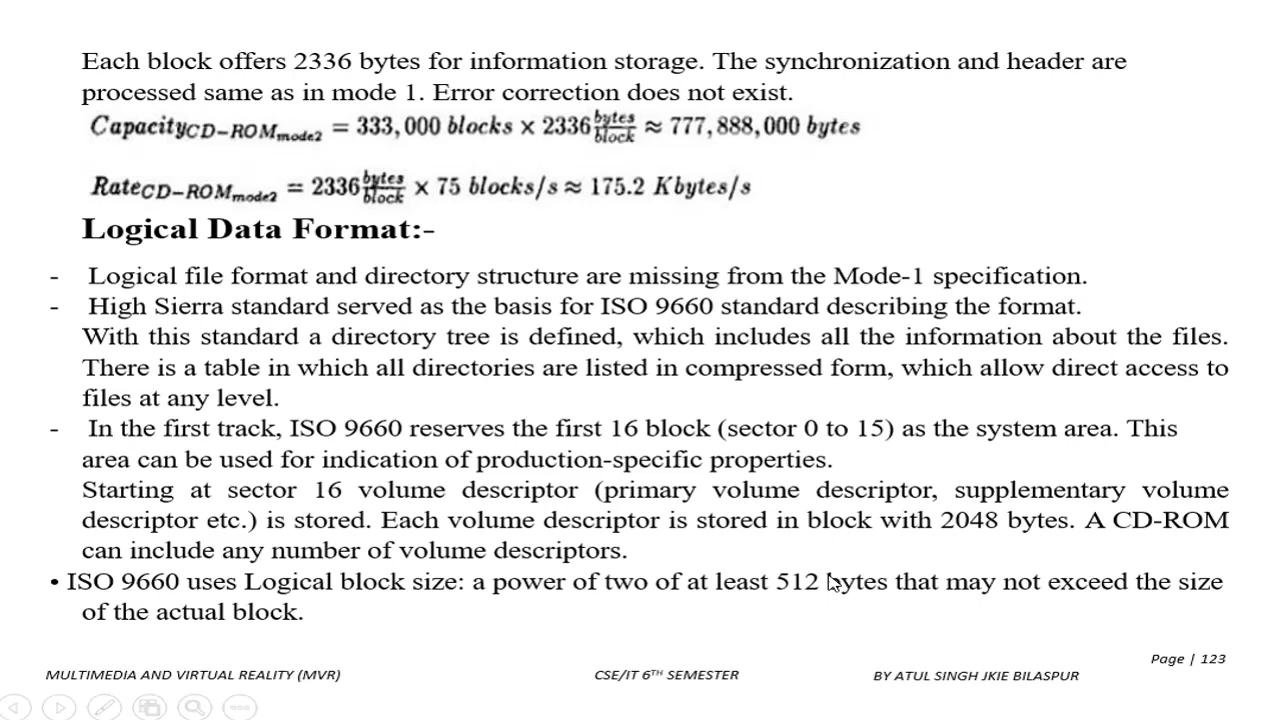 Each block offers 2336 bytes for information storage. The synchronization and header are
processed same as in mode 1. Error correction does not exist.
Capacity CD−ROM mode2 = 333,000 blocks × 2336 bytes/block ≈ 777,888,000 bytes
Rate CD−ROM mode2 = 2336 bytes/block × 75 blocks/s ≈ 175.2 Kbytes/s
Logical Data Format:-
- Logical file format and directory structure are missing from the Mode-1 specification.
- High Sierra standard served as the basis for ISO 9660 standard describing the format.
With this standard a directory tree is defined, which includes all the information about the files.
There is a table in which all directories are listed in compressed form, which allow direct access to
files at any level.
- In the first track, ISO 9660 reserves the first 16 block (sector 0 to 15) as the system area. This
area can be used for indication of production-specific properties.
Starting at sector 16 volume descriptor (primary volume descriptor, supplementary volume
descriptor etc.) is stored. Each volume descriptor is stored in block with 2048 bytes. A CD-ROM
can include any number of volume descriptors.
• ISO 9660 uses Logical block size: a power of two of at least 512 bytes that may not exceed the size
of the actual block.
Page | 123
MULTIMEDIA AND VIRTUAL REALITY (MVR) CSE/IT 6TH SEMESTER BY ATUL SINGH JKIE BILASPUR